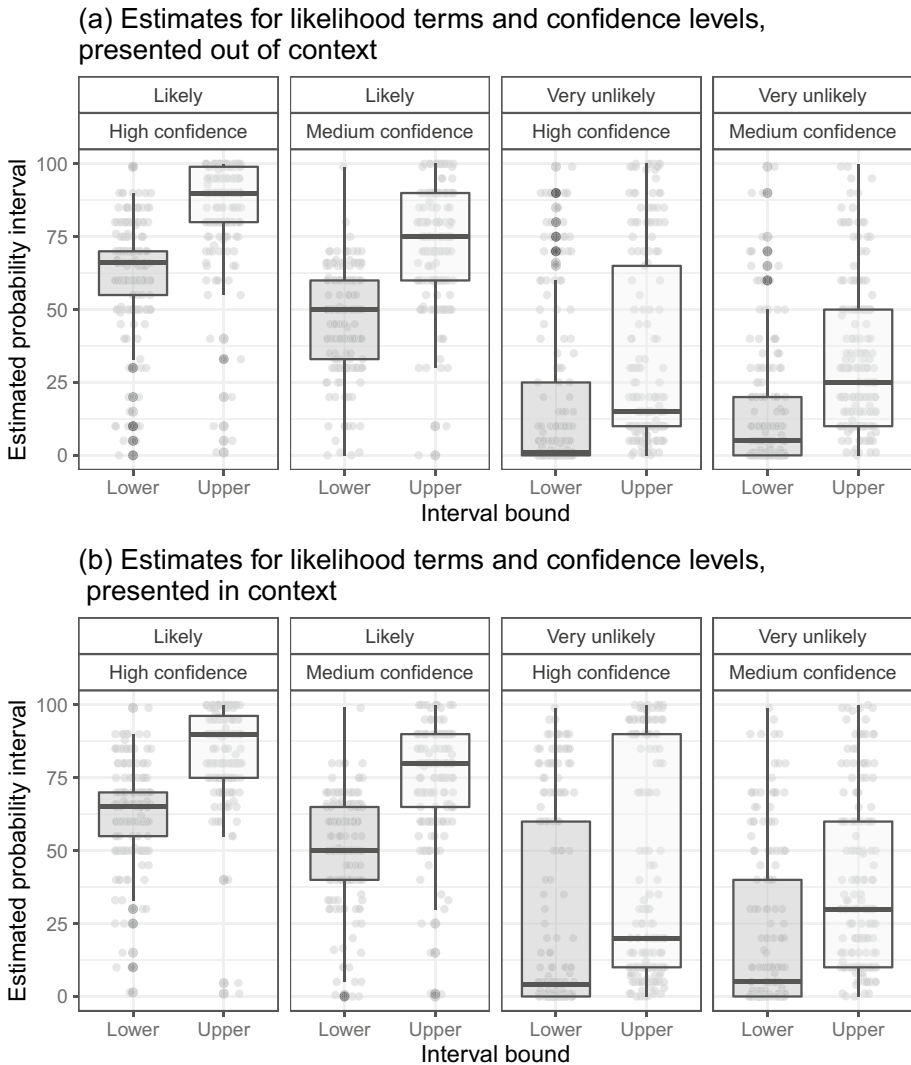 (a) Estimates for likelihood terms and confidence levels,
presented out of context
Likely
Likely
Very unlikely
Very unlikely
High confidence
Medium confidence
High confidence
Medium confidence
Estimated probability interval
100
75
50
25
0
Lower
Upper
Lower
Upper
Lower
Upper
Lower
Upper
Interval bound
(b) Estimates for likelihood terms and confidence levels,
presented in context
Likely
Likely
Very unlikely
Very unlikely
High confidence
Medium confidence
High confidence
Medium confidence
Estimated probability interval
100
75
50
25
0
Lower
Upper
Lower
Upper
Lower
Upper
Lower
Upper
Interval bound